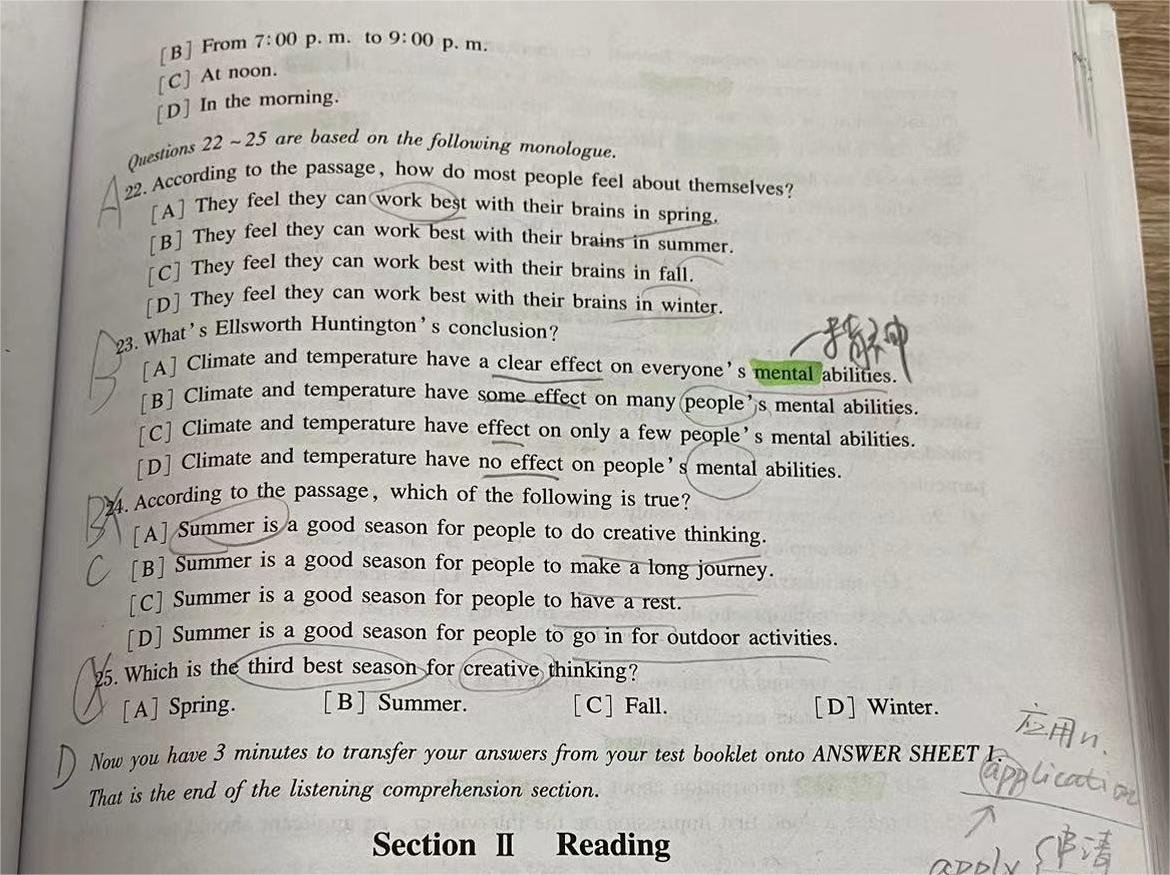 [B] From 7:00 p. m. to 9:00 p. m.
[C] At noon.
[D] In the morning.
Questions 22 ~ 25 are based on the following monologue.
A 22. According to the passage, how do most people feel about themselves?
[A] They feel they can work best with their brains in spring.
[B] They feel they can work best with their brains in summer.
[C] They feel they can work best with their brains in fall.
[D] They feel they can work best with their brains in winter.
B 23. What's Ellsworth Huntington's conclusion?
精神
[A] Climate and temperature have a clear effect on everyone's mental abilities.
[B] Climate and temperature have some effect on many people's mental abilities.
[C] Climate and temperature have effect on only a few people's mental abilities.
[D] Climate and temperature have no effect on people's mental abilities.
24. According to the passage, which of the following is true?
[A] Summer is a good season for people to do creative thinking.
C [B] Summer is a good season for people to make a long journey.
[C] Summer is a good season for people to have a rest.
[D] Summer is a good season for people to go in for outdoor activities.
25. Which is the third best season for creative thinking?
[A] Spring. [B] Summer. [C] Fall. [D] Winter.
应用n.
D Now you have 3 minutes to transfer your answers from your test booklet onto ANSWER SHEET 1.
application
That is the end of the listening comprehension section.
Section II Reading
apply 申请